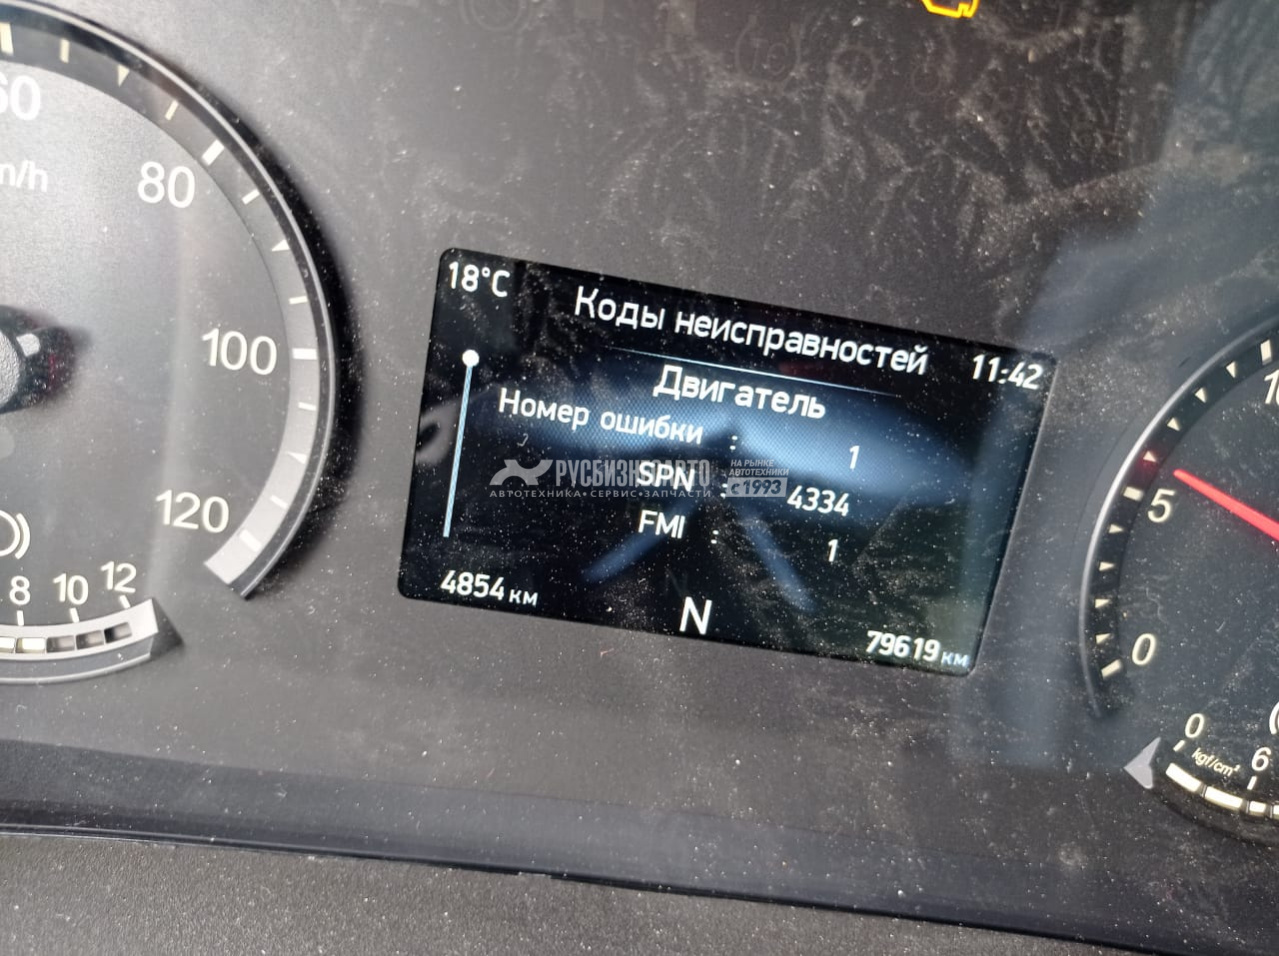 60
m/h
80
100
120
8 10 12
18°C
Коды неисправностей
11:42
Двигатель
Номер ошибки : 1
SPN : 4334
FMI : 1
4854 км
N
79619 км
РУСБИЗНЕСАВТО
АВТОТЕХНИКА•СЕРВИС•ЗАПЧАСТИ
НА РЫНКЕ
АВТОТЕХНИКИ
с 1993
5
0
0
kgf/cm²
6